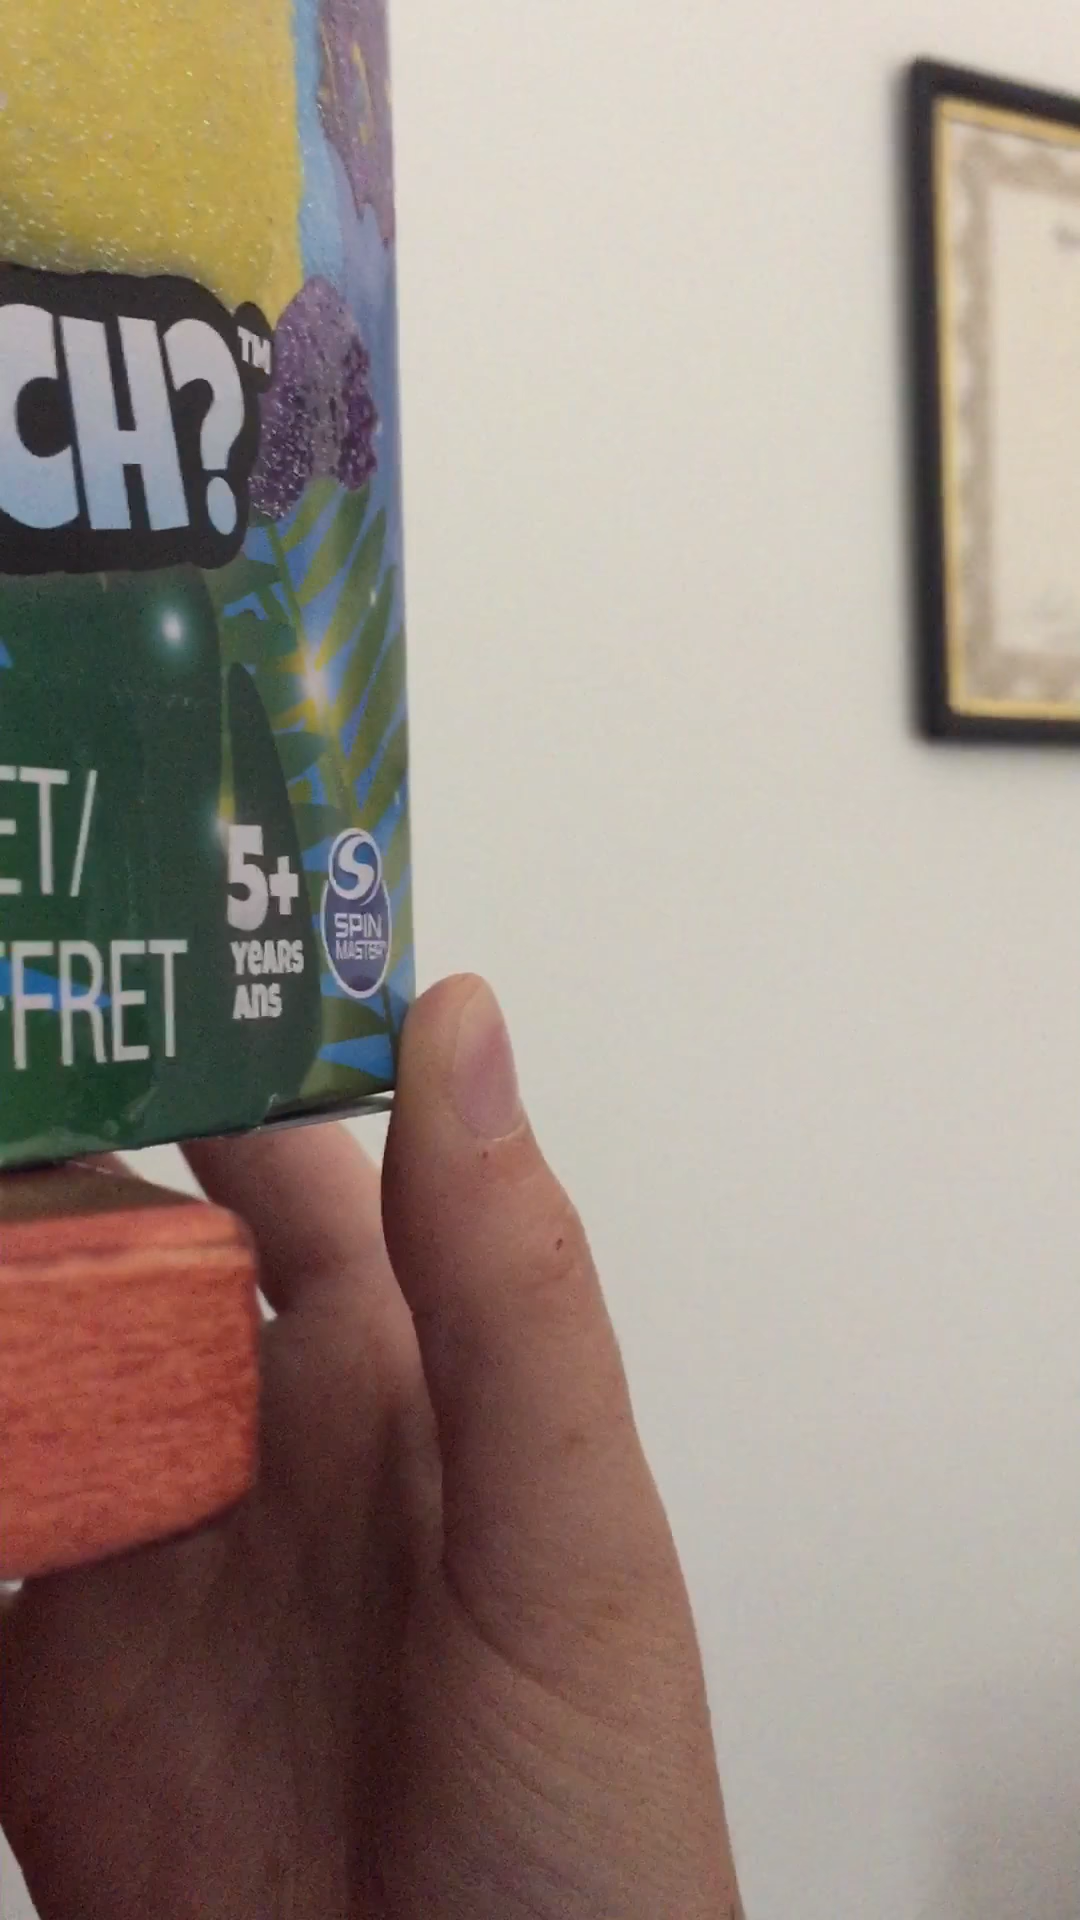 CH?™
ET/
FFRET
5+
YEARS
ANS
SPIN
MASTER